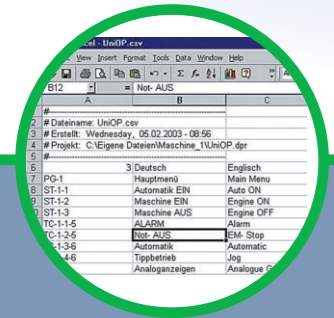 Excel - UniOP.csv
View Insert Format Tools Data Window Help
B12 = Not- AUS
A B C
#
2 # Dateiname: UniOP.csv
3 # Erstellt: Wednesday, 05.02.2003 - 08:56
4 # Projekt: C:\Eigene Dateien\Maschine_1\UniOP.dpr
5 #
6 3 Deutsch Englisch
7 PG-1 Hauptmenü Main Menu
8 ST-1-1 Automatik EIN Auto ON
9 ST-1-2 Maschine EIN Engine ON
ST-1-3 Maschine AUS Engine OFF
TC-1-1-5 ALARM Alarm
TC-1-2-5 Not- AUS EM- Stop
-1-3-6 Automatik Automatic
-4-6 Tippbetrieb Jog
Analoganzeigen Analogue